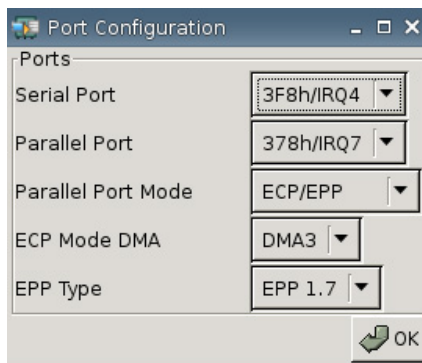 Port Configuration
Ports
Serial Port 3F8h/IRQ4
Parallel Port 378h/IRQ7
Parallel Port Mode ECP/EPP
ECP Mode DMA DMA3
EPP Type EPP 1.7
OK